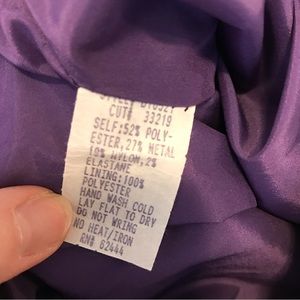 CUT# 33219
SELF:52% POLY-
ESTER,27% METAL
19% NYLON,2%
ELASTANE
LINING:100%
POLYESTER
HAND WASH COLD
LAY FLAT TO DRY
DO NOT WRING
NO HEAT/IRON
RN# 62444